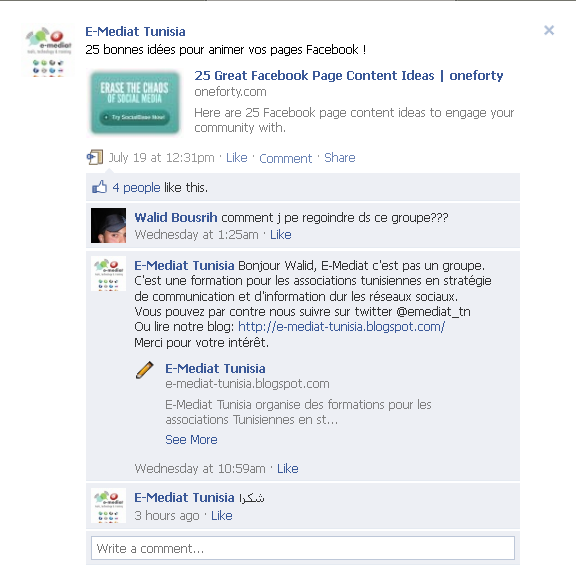 E-Mediat Tunisia
25 bonnes idées pour animer vos pages Facebook !
e-mediat
ERASE THE CHAOS
OF SOCIAL MEDIA
Try SocialBase Now!
25 Great Facebook Page Content Ideas | oneforty
oneforty.com
Here are 25 Facebook page content ideas to engage your
community with.
July 19 at 12:31pm · Like · Comment · Share
4 people like this.
Walid Bousrih comment j pe regoindre ds ce groupe???
Wednesday at 1:25am · Like
E-Mediat Tunisia Bonjour Walid, E-Mediat c'est pas un groupe.
C'est une formation pour les associations tunisiennes en stratégie
de communication et d'information dur les réseaux sociaux.
Vous pouvez par contre nous suivre sur twitter @emediat_tn
Ou lire notre blog: http://e-mediat-tunisia.blogspot.com/
Merci pour votre intérêt.
E-Mediat Tunisia
e-mediat-tunisia.blogspot.com
E-Mediat Tunisia organise des formations pour les
associations Tunisiennes en st...
See More
Wednesday at 10:59am · Like
E-Mediat Tunisia شكرا
3 hours ago · Like
Write a comment...